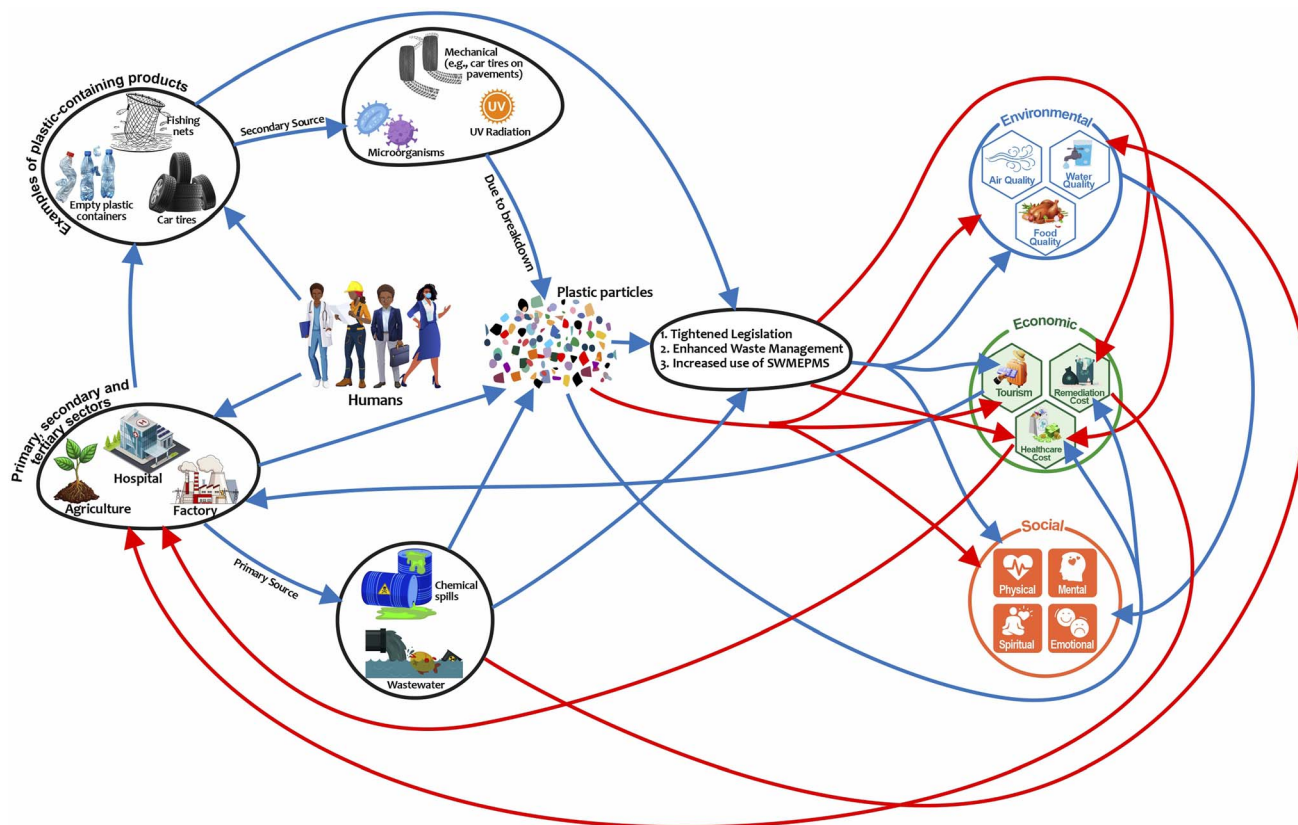 Examples of plastic-containing products
Fishing
nets
Empty plastic
containers
Car tires
Secondary Source
Mechanical
(e.g., car tires on
pavements)
UV
UV Radiation
Microorganisms
Due to breakdown
Humans
Plastic particles
1. Tightened Legislation
2. Enhanced Waste Management
3. Increased use of SWMEPMS
Primary, secondary and
tertiary sectors
H
Hospital
Agriculture
Factory
Primary Source
Chemical
spills
Wastewater
Environmental
Air Quality
Water
Quality
Food
Quality
Economic
Tourism
Remediation
Cost
Healthcare
Cost
Social
Physical
Mental
Spiritual
Emotional